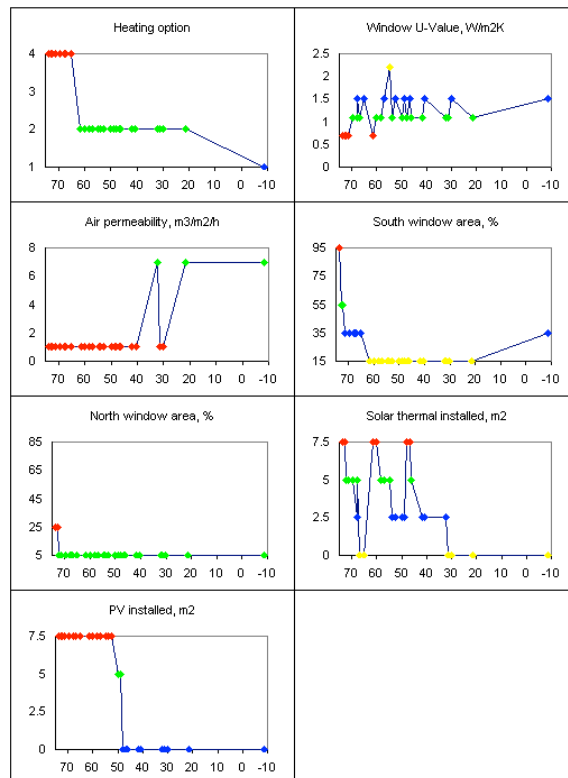 Heating option
4
3
2
1
70 60 50 40 30 20 10 0 -10
Window U-Value, W/m2K
2.5
2
1.5
1
0.5
0
70 60 50 40 30 20 10 0 -10
Air permeability, m3/m2/h
8
6
4
2
0
70 60 50 40 30 20 10 0 -10
South window area, %
95
75
55
35
15
70 60 50 40 30 20 10 0 -10
North window area, %
85
65
45
25
5
70 60 50 40 30 20 10 0 -10
Solar thermal installed, m2
7.5
5
2.5
0
70 60 50 40 30 20 10 0 -10
PV installed, m2
7.5
5
2.5
0
70 60 50 40 30 20 10 0 -10